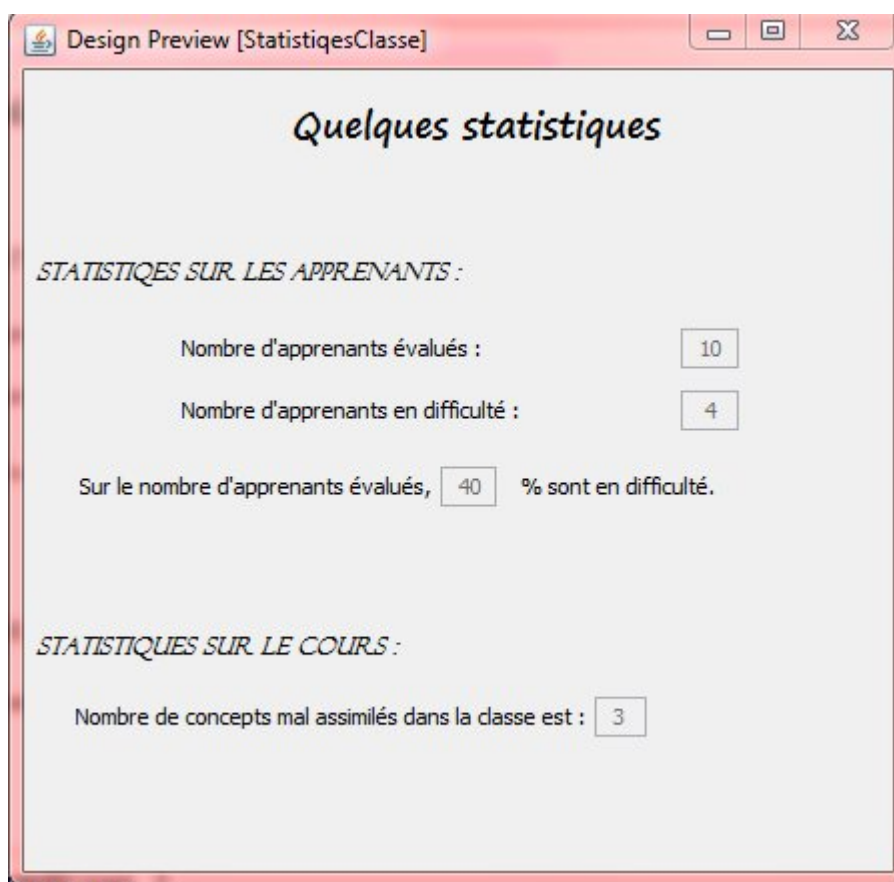 Design Preview [StatistiqesClasse]
Quelques statistiques
STATISTIQES SUR LES APPRENANTS :
Nombre d'apprenants évalués : 10
Nombre d'apprenants en difficulté : 4
Sur le nombre d'apprenants évalués, 40 % sont en difficulté.
STATISTIQUES SUR LE COURS :
Nombre de concepts mal assimilés dans la classe est : 3